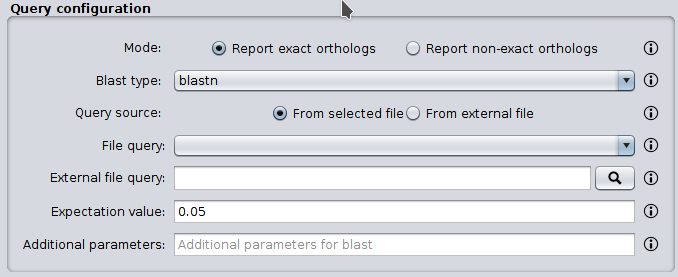 Query configuration
Mode: Report exact orthologs Report non-exact orthologs
Blast type: blastn
Query source: From selected file From external file
File query:
External file query:
Expectation value: 0.05
Additional parameters: Additional parameters for blast